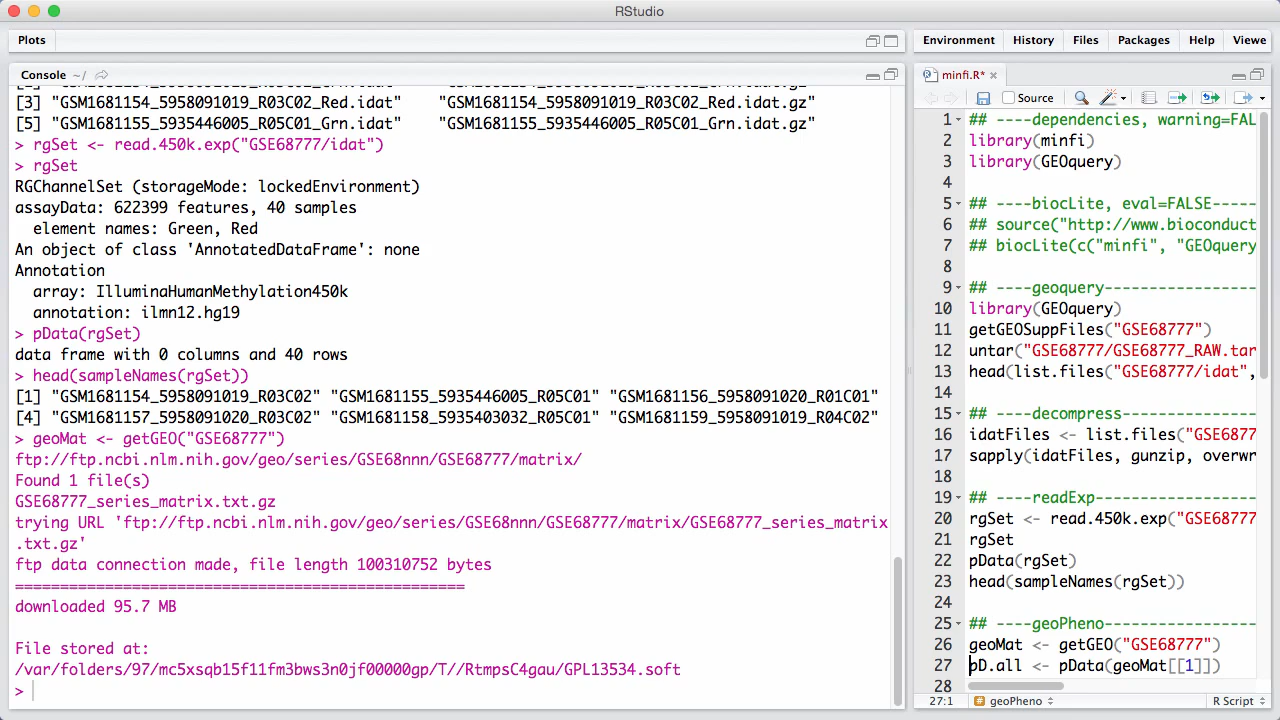 RStudio
Plots
Console ~/
[3] "GSM1681154_5958091019_R03C02_Red.idat" "GSM1681154_5958091019_R03C02_Red.idat.gz"
[5] "GSM1681155_5935446005_R05C01_Grn.idat" "GSM1681155_5935446005_R05C01_Grn.idat.gz"
> rgSet <- read.450k.exp("GSE68777/idat")
> rgSet
RGChannelSet (storageMode: lockedEnvironment)
assayData: 622399 features, 40 samples
element names: Green, Red
An object of class 'AnnotatedDataFrame': none
Annotation
array: IlluminaHumanMethylation450k
annotation: ilmn12.hg19
> pData(rgSet)
data frame with 0 columns and 40 rows
> head(sampleNames(rgSet))
[1] "GSM1681154_5958091019_R03C02" "GSM1681155_5935446005_R05C01" "GSM1681156_5958091020_R01C01"
[4] "GSM1681157_5958091020_R03C02" "GSM1681158_5935403032_R05C01" "GSM1681159_5958091019_R04C02"
> geoMat <- getGEO("GSE68777")
ftp://ftp.ncbi.nlm.nih.gov/geo/series/GSE68nnn/GSE68777/matrix/
Found 1 file(s)
GSE68777_series_matrix.txt.gz
trying URL 'ftp://ftp.ncbi.nlm.nih.gov/geo/series/GSE68nnn/GSE68777/matrix/GSE68777_series_matrix
.txt.gz'
ftp data connection made, file length 100310752 bytes
==================================================
downloaded 95.7 MB
File stored at:
/var/folders/97/mc5xsqb15f11fm3bws3n0jf00000gp/T//RtmpsC4gau/GPL13534.soft
>
Environment History Files Packages Help Viewe
minfi.R*
Source
1 ## ----dependencies, warning=FAL
2 library(minfi)
3 library(GEOquery)
4
5 ## ----biocLite, eval=FALSE-----
6 ## source("http://www.bioconduct
7 ## biocLite(c("minfi", "GEOquery
8
9 ## ----geoquery-----------------
10 library(GEOquery)
11 getGEOSuppFiles("GSE68777")
12 untar("GSE68777/GSE68777_RAW.tar
13 head(list.files("GSE68777/idat",
14
15 ## ----decompress---------------
16 idatFiles <- list.files("GSE6877
17 sapply(idatFiles, gunzip, overwr
18
19 ## ----readExp------------------
20 rgSet <- read.450k.exp("GSE68777
21 rgSet
22 pData(rgSet)
23 head(sampleNames(rgSet))
24
25 ## ----geoPheno-----------------
26 geoMat <- getGEO("GSE68777")
27 pD.all <- pData(geoMat[[1]])
28
27:1 # geoPheno R Script